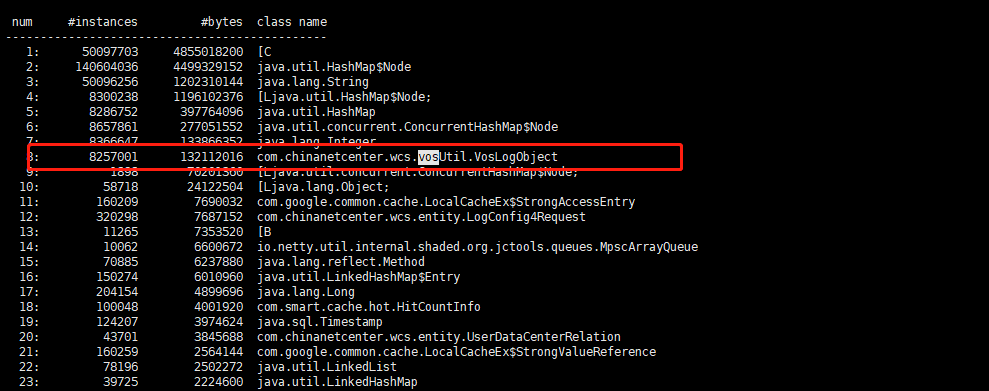 num #instances #bytes class name
----------------------------------------------
1: 50097703 4855018200 [C
2: 140604036 4499329152 java.util.HashMap$Node
3: 50096256 1202310144 java.lang.String
4: 8300238 1196102376 [Ljava.util.HashMap$Node;
5: 8286752 397764096 java.util.HashMap
6: 8657861 277051552 java.util.concurrent.ConcurrentHashMap$Node
7: 8366647 133866352 java.lang.Integer
8: 8257001 132112016 com.chinanetcenter.wcs.vosUtil.VosLogObject
9: 1898 70201360 [Ljava.util.concurrent.ConcurrentHashMap$Node;
10: 58718 24122504 [Ljava.lang.Object;
11: 160209 7690032 com.google.common.cache.LocalCacheEx$StrongAccessEntry
12: 320298 7687152 com.chinanetcenter.wcs.entity.LogConfig4Request
13: 11265 7353520 [B
14: 10062 6600672 io.netty.util.internal.shaded.org.jctools.queues.MpscArrayQueue
15: 70885 6237880 java.lang.reflect.Method
16: 150274 6010960 java.util.LinkedHashMap$Entry
17: 204154 4899696 java.lang.Long
18: 100048 4001920 com.smart.cache.hot.HitCountInfo
19: 124207 3974624 java.sql.Timestamp
20: 43701 3845688 com.chinanetcenter.wcs.entity.UserDataCenterRelation
21: 160259 2564144 com.google.common.cache.LocalCacheEx$StrongValueReference
22: 78196 2502272 java.util.LinkedList
23: 39725 2224600 java.util.LinkedHashMap